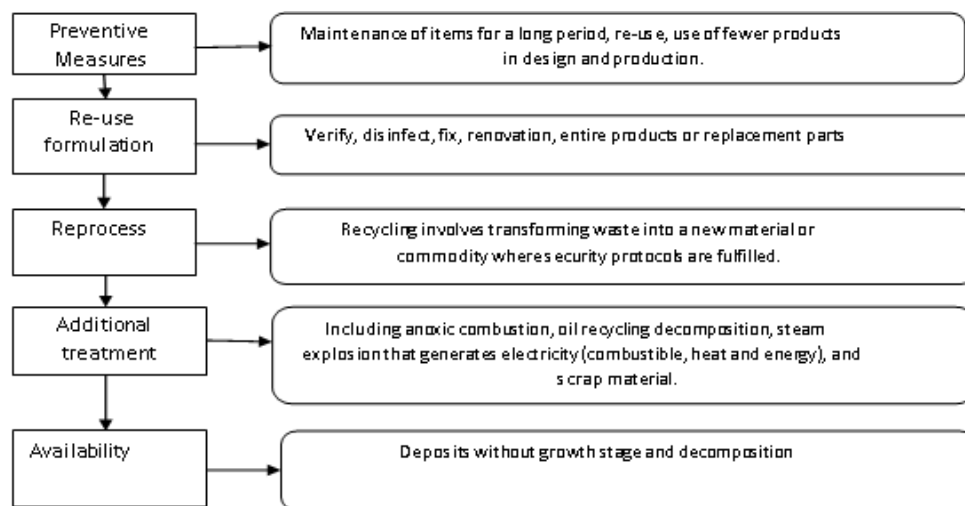 Preventive
Measures
Maintenance of items for a long period, re-use, use of fewer products
in design and production.
Re-use
formulation
Verify, disinfect, fix, renovation, entire products or replacement parts
Reprocess
Recycling involves transforming waste into a new material or
commodity where security protocols are fulfilled.
Additional
treatment
Including anoxic combustion, oil recycling decomposition, steam
explosion that generates electricity (combustible, heat and energy), and
scrap material.
Availability
Deposits without growth stage and decomposition